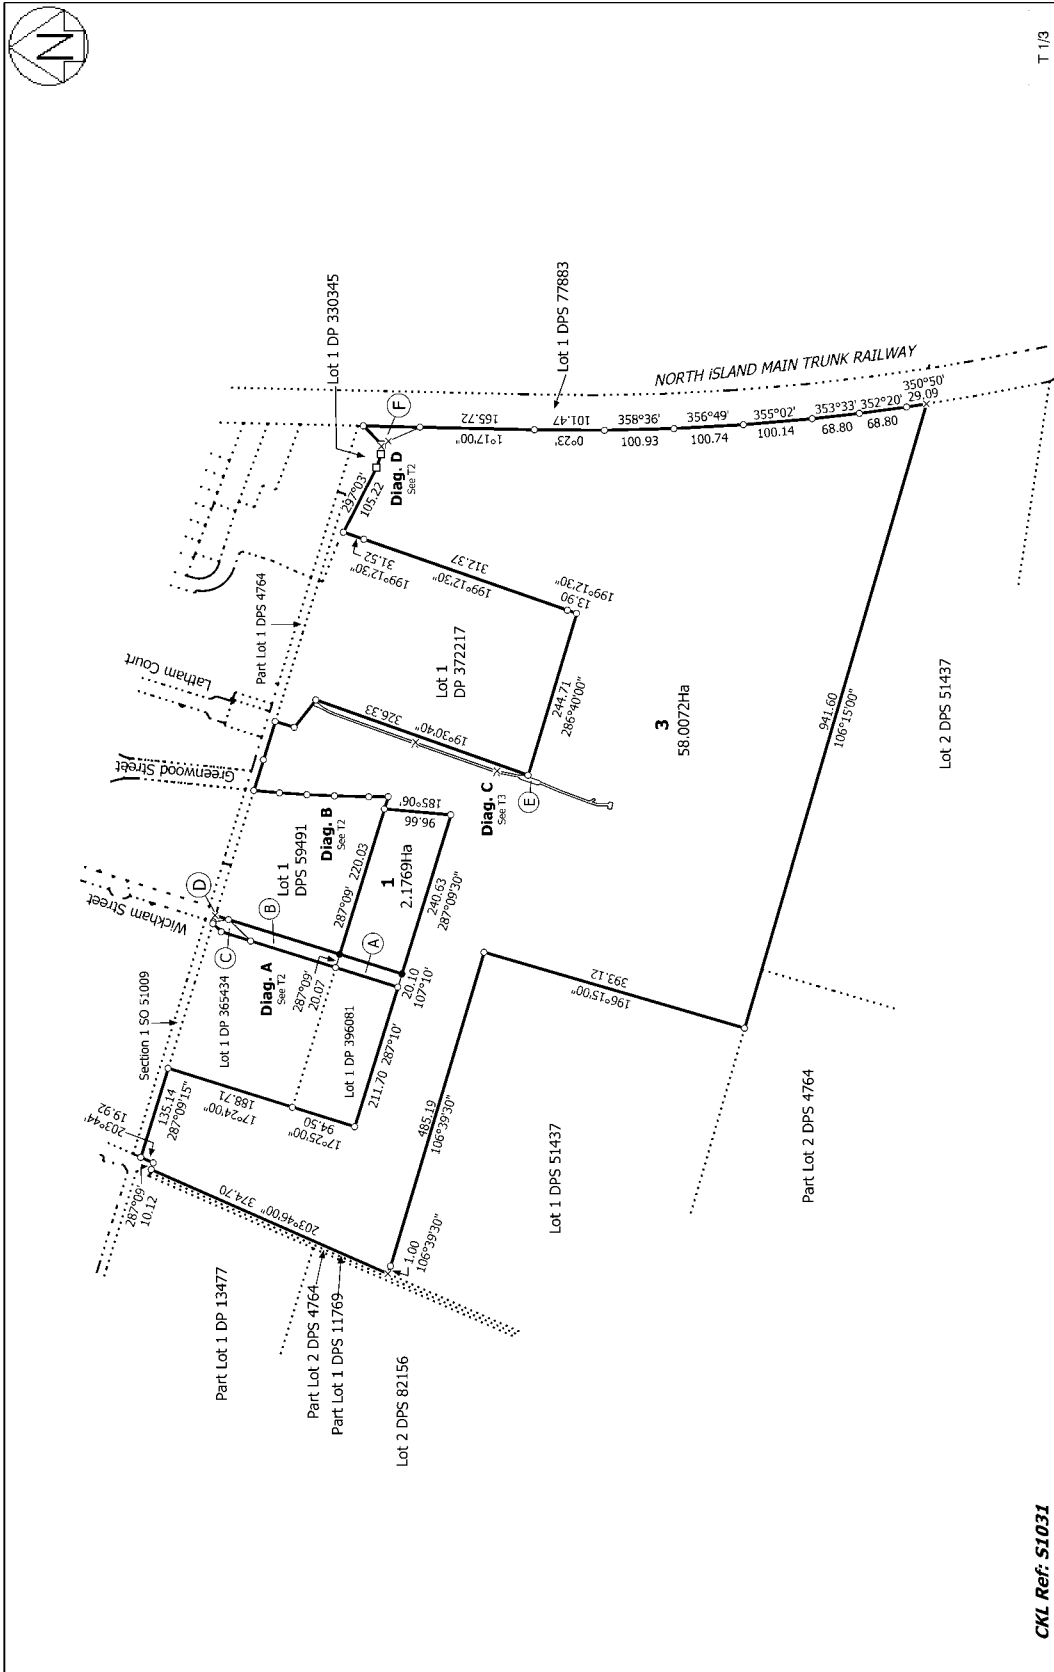 N
T 1/3
Lot 1 DP 330345
Lot 1 DPS 77883
NORTH iSLAND MAIN TRUNK RAILWAY
Part Lot 1 DPS 4764
Latham Court
Greenwood Street
Wickham Street
Section 1 SO 51009
F
165.72
1°17'00"
101.47
0°23'
358°36'
100.93
356°49'
100.74
355°02'
100.14
353°33'
68.80
352°20'
68.80
350°50'
29.09
Diag. D
See T2
297°03'
105.22
31.52
199°12'30"
312.37
199°12'30"
13.90
199°12'30"
Lot 1
DP 372217
326.33
19°30'40"
244.71
286°40'00"
Diag. C
See T3
E
3
58.0072Ha
941.60
106°15'00"
Lot 2 DPS 51437
D
Lot 1
DPS 59491
Diag. B
See T2
185°06'
96.66
287°09'
220.03
1
2.1769Ha
240.63
287°09'30"
B
A
C
Diag. A
See T2
287°09'
20.07
20.10
107°10'
Lot 1 DP 365434
Lot 1 DP 396081
188.71
17°24'00"
94.50
17°25'00"
211.70
287°10'
135.14
287°09'15"
19.92
203°44'
287°09'
10.12
374.70
203°46'00"
1.00
106°39'30"
485.19
106°39'30"
393.12
196°15'00"
Lot 1 DPS 51437
Part Lot 2 DPS 4764
Part Lot 1 DP 13477
Part Lot 2 DPS 4764
Part Lot 1 DPS 11769
Lot 2 DPS 82156
CKL Ref: S1031